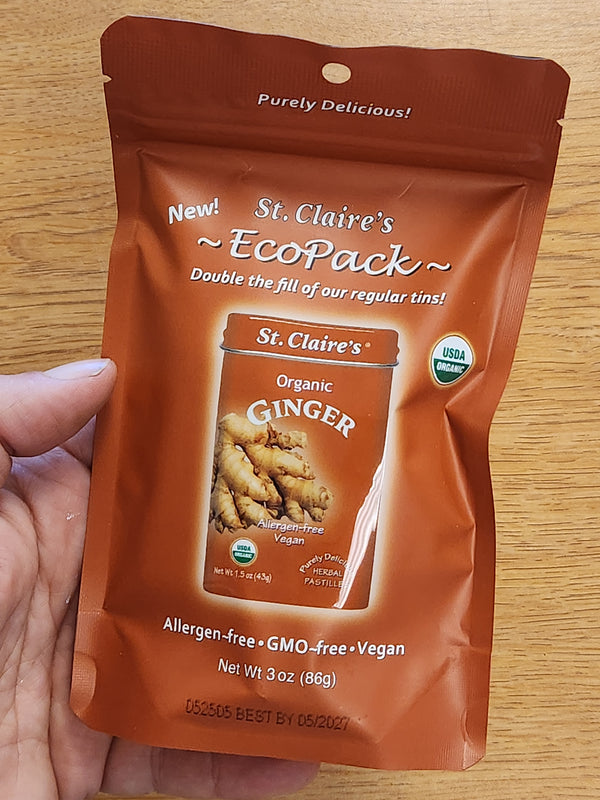 Purely Delicious!
New!
St. Claire's
~ EcoPack ~
Double the fill of our regular tins!
USDA
ORGANIC
St. Claire's®
Organic
GINGER
Allergen-free
Vegan
USDA
ORGANIC
Net Wt 1.5 oz (43g)
Purely
HERBAL
Allergen-free • GMO-free • Vegan
Net Wt 3 oz (86g)
052505 BEST BY 05/2027